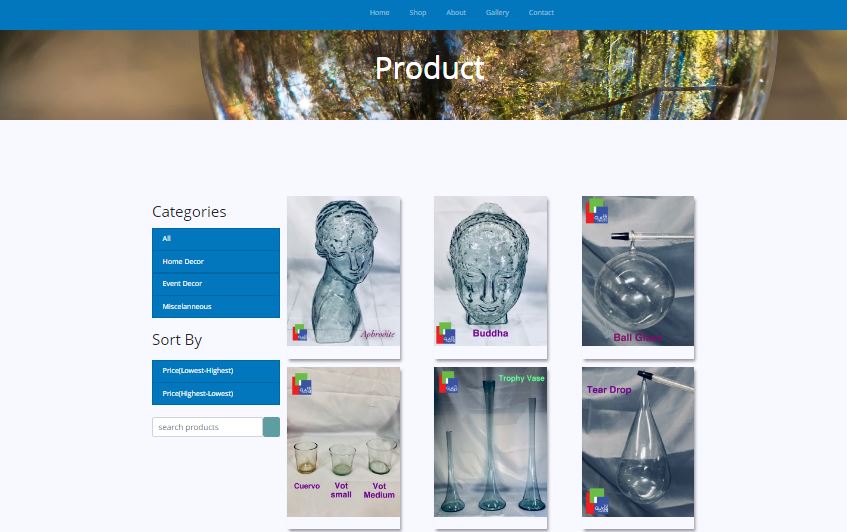 Home Shop About Gallery Contact
Product
Categories
All
Home Decor
Event Decor
Miscelanneous
Sort By
Price(Lowest-Highest)
Price(Highest-Lowest)
search products
Aphrodite
Buddha
Ball Glass
Cuervo
Vot small
Vot Medium
Trophy Vase
Tear Drop